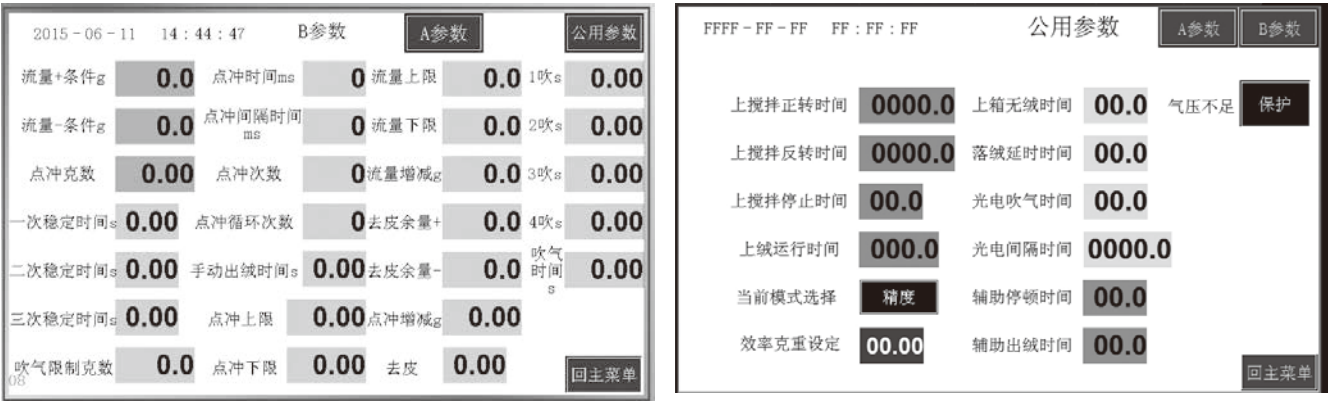 2015-06-11 14:44:47 B参数 A参数 公用参数
流量+条件g 0.0 点冲时间ms 0 流量上限 0.0 1吹s 0.00
流量-条件g 0.0 点冲间隔时间ms 0 流量下限 0.0 2吹s 0.00
点冲克数 0.00 点冲次数 0 流量增减g 0.0 3吹s 0.00
一次稳定时间s 0.00 点冲循环次数 0 去皮余量+ 0.0 4吹s 0.00
二次稳定时间s 0.00 手动出绒时间s 0.00 去皮余量- 0.0 吹气时间s 0.00
三次稳定时间s 0.00 点冲上限 0.00 点冲增减g 0.00
吹气限制克数 0.0 点冲下限 0.00 去皮 0.00 回主菜单
08
FFFF-FF-FF FF:FF:FF 公用参数 A参数 B参数
上搅拌正转时间 0000.0 上箱无绒时间 00.0 气压不足 保护
上搅拌反转时间 0000.0 落绒延时时间 00.0
上搅拌停止时间 00.0 光电吹气时间 00.0
上绒运行时间 000.0 光电间隔时间 0000.0
当前模式选择 精度 辅助停顿时间 00.0
效率克重设定 00.00 辅助出绒时间 00.0
回主菜单